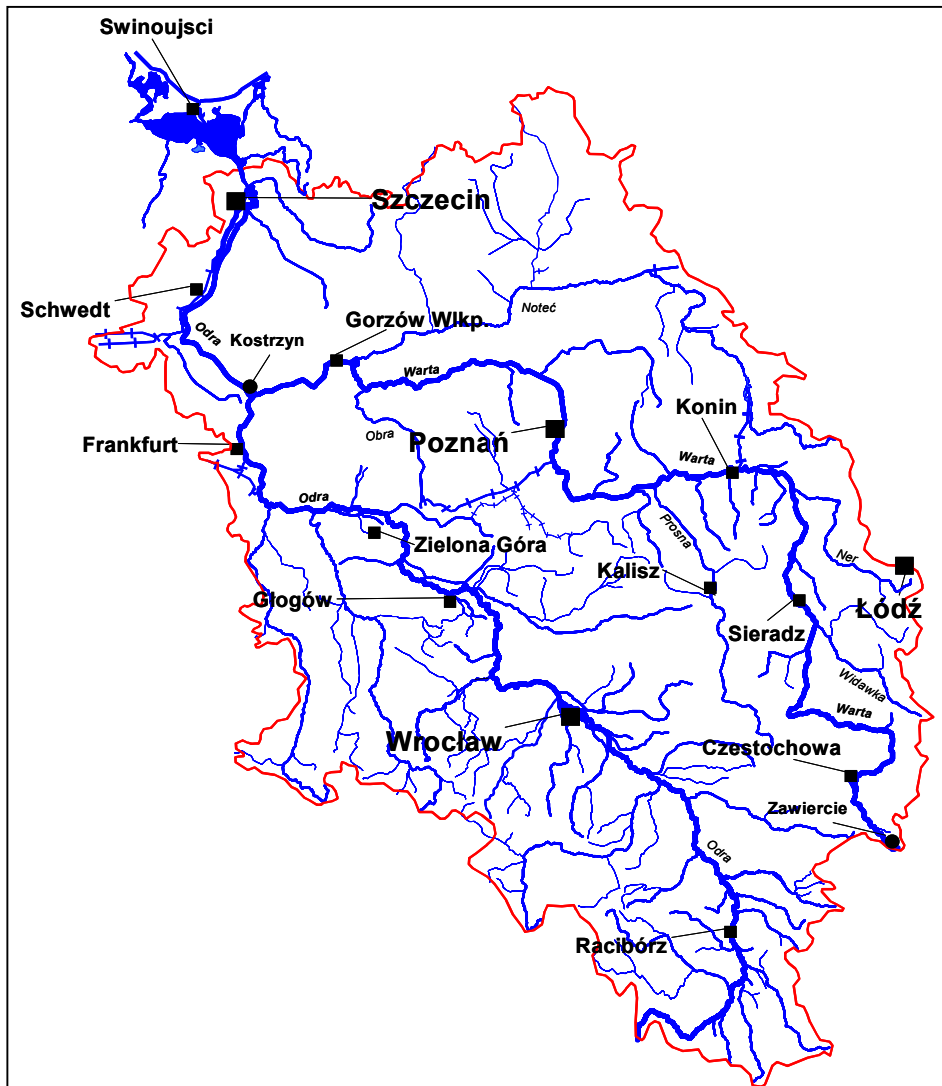 Swinoujsci
Szczecin
Schwedt
Odra
Kostrzyn
Gorzów Wlkp.
Noteć
Warta
Frankfurt
Obra
Poznań
Konin
Warta
Odra
Zielona Góra
Prosna
Kalisz
Ner
Łódź
Głogów
Sieradz
Widawka
Warta
Wrocław
Czestochowa
Zawiercie
Odra
Racibórz